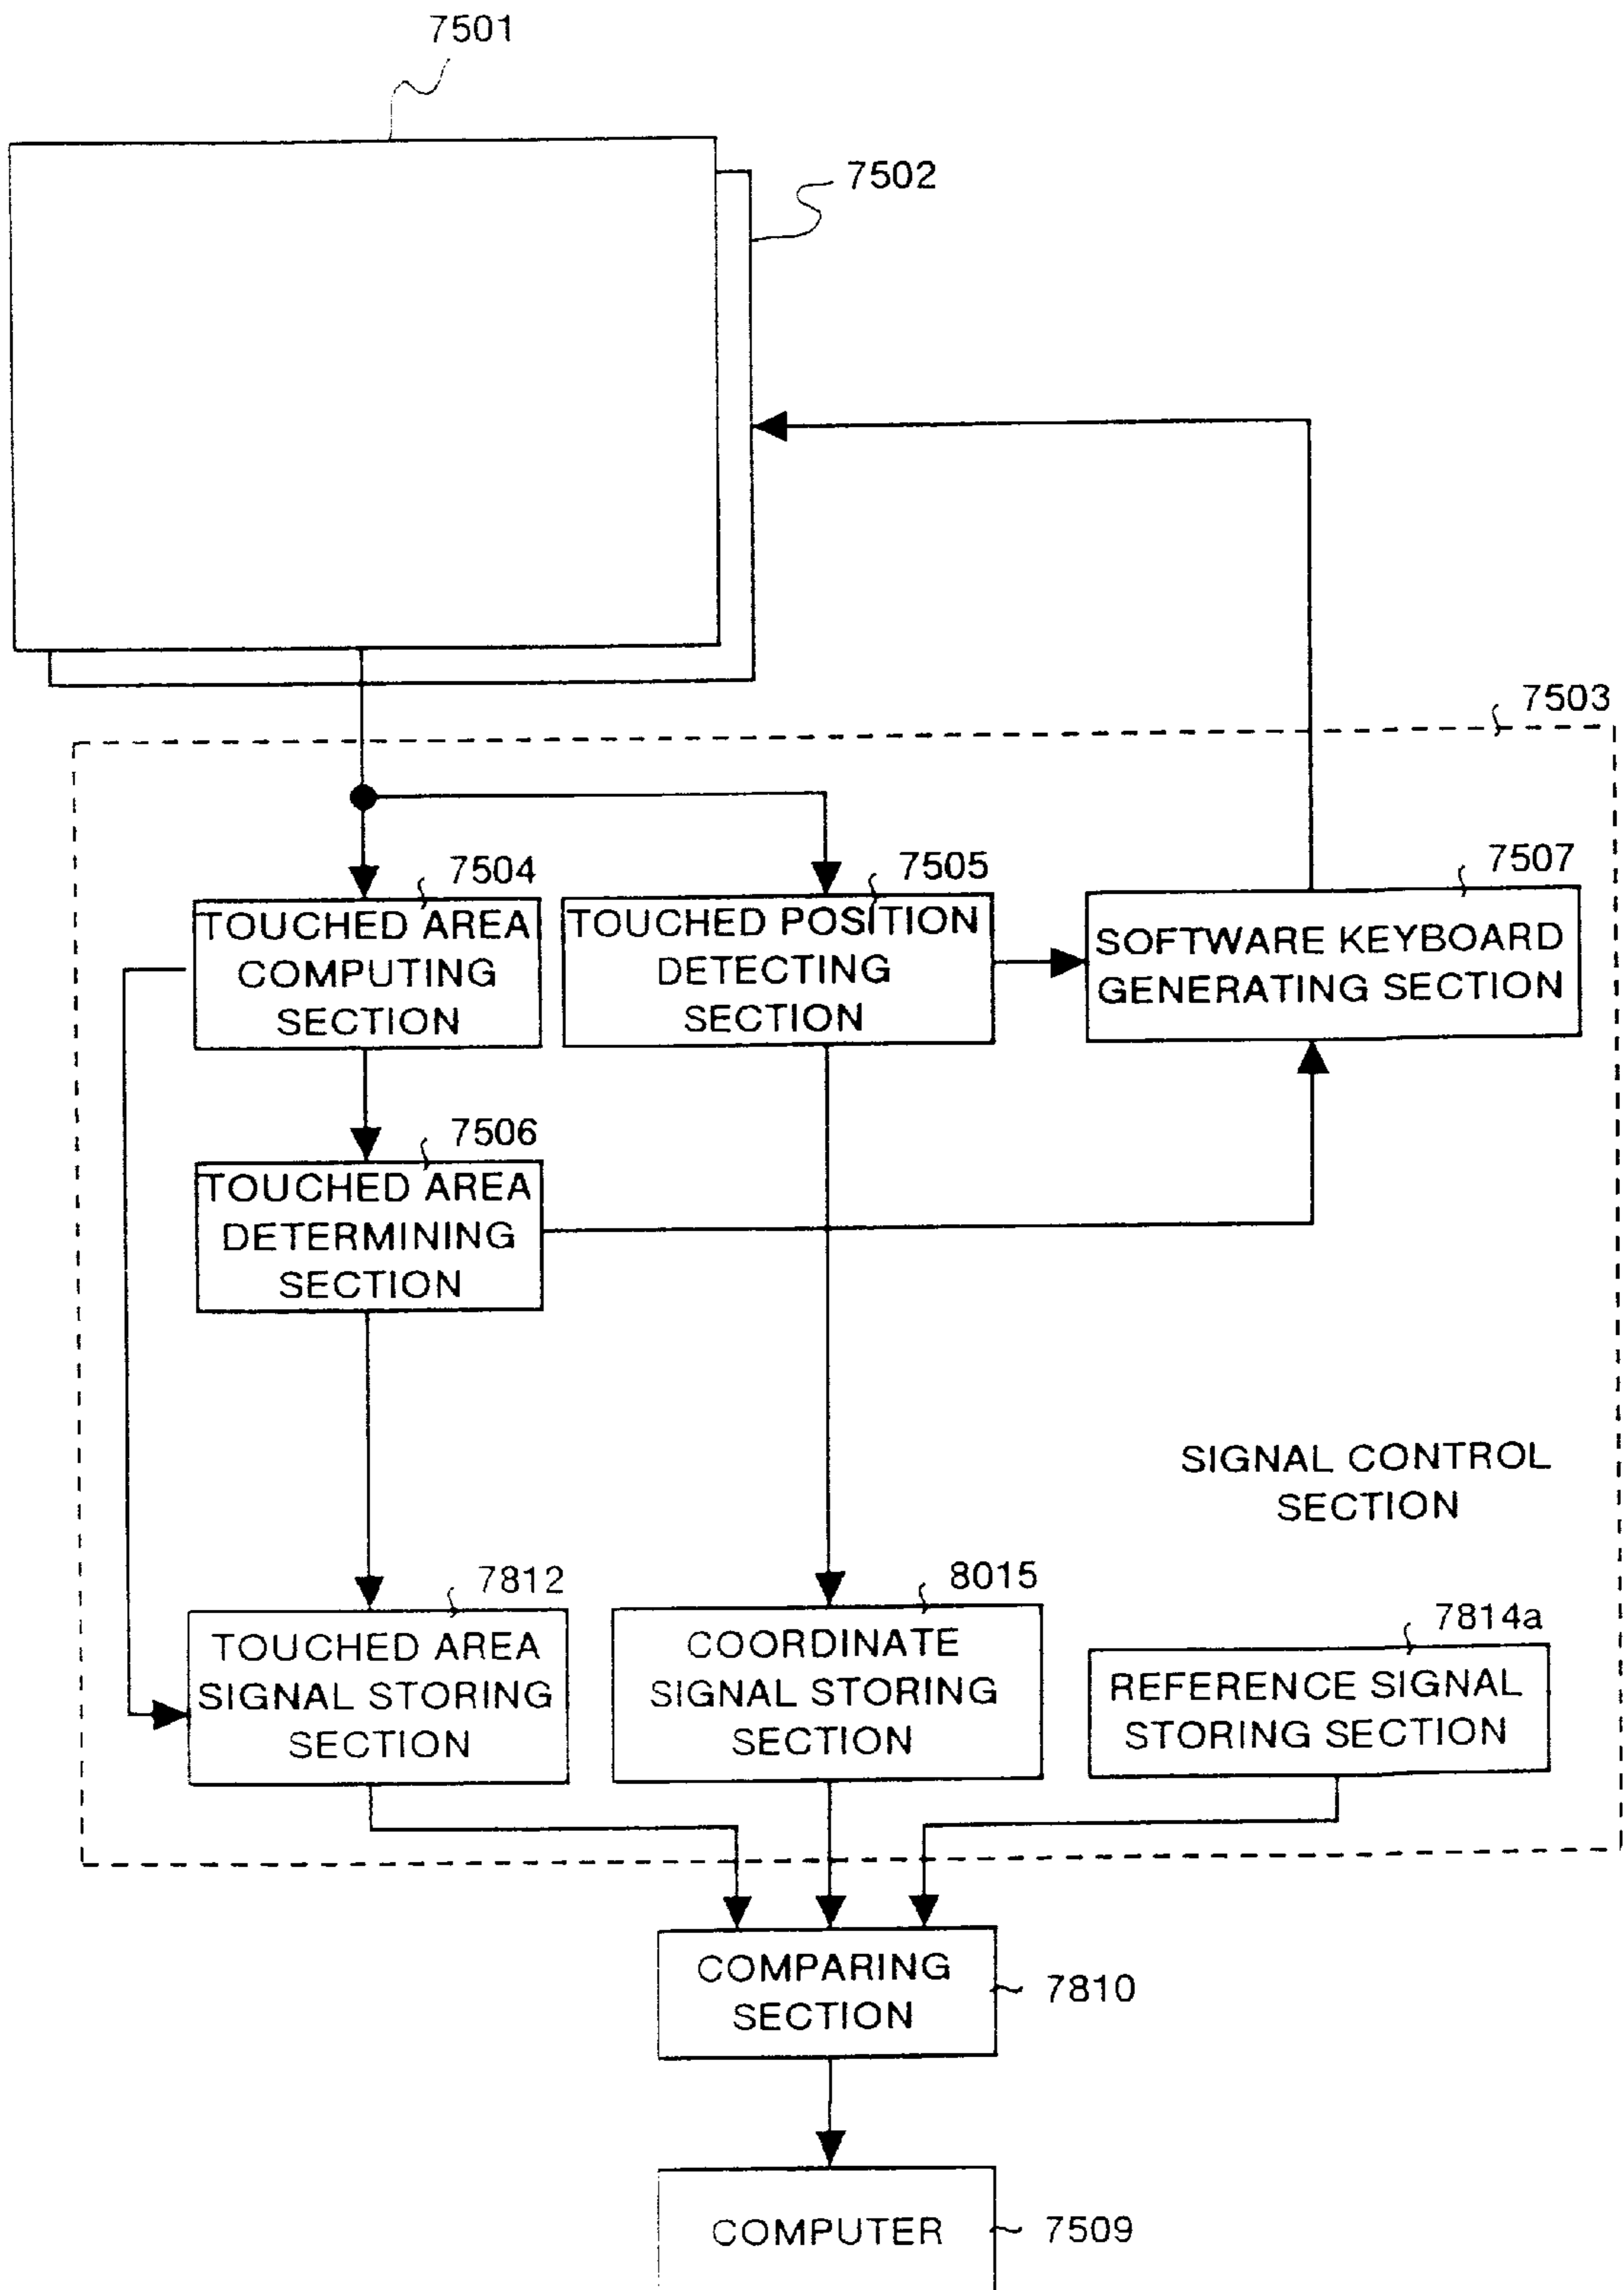 7501
7502
7503
7504
TOUCHED AREA
COMPUTING
SECTION
7505
TOUCHED POSITION
DETECTING
SECTION
7507
SOFTWARE KEYBOARD
GENERATING SECTION
7506
TOUCHED AREA
DETERMINING
SECTION
SIGNAL CONTROL
SECTION
7812
TOUCHED AREA
SIGNAL STORING
SECTION
8015
COORDINATE
SIGNAL STORING
SECTION
7814a
REFERENCE SIGNAL
STORING SECTION
COMPARING
SECTION
7810
COMPUTER
7509